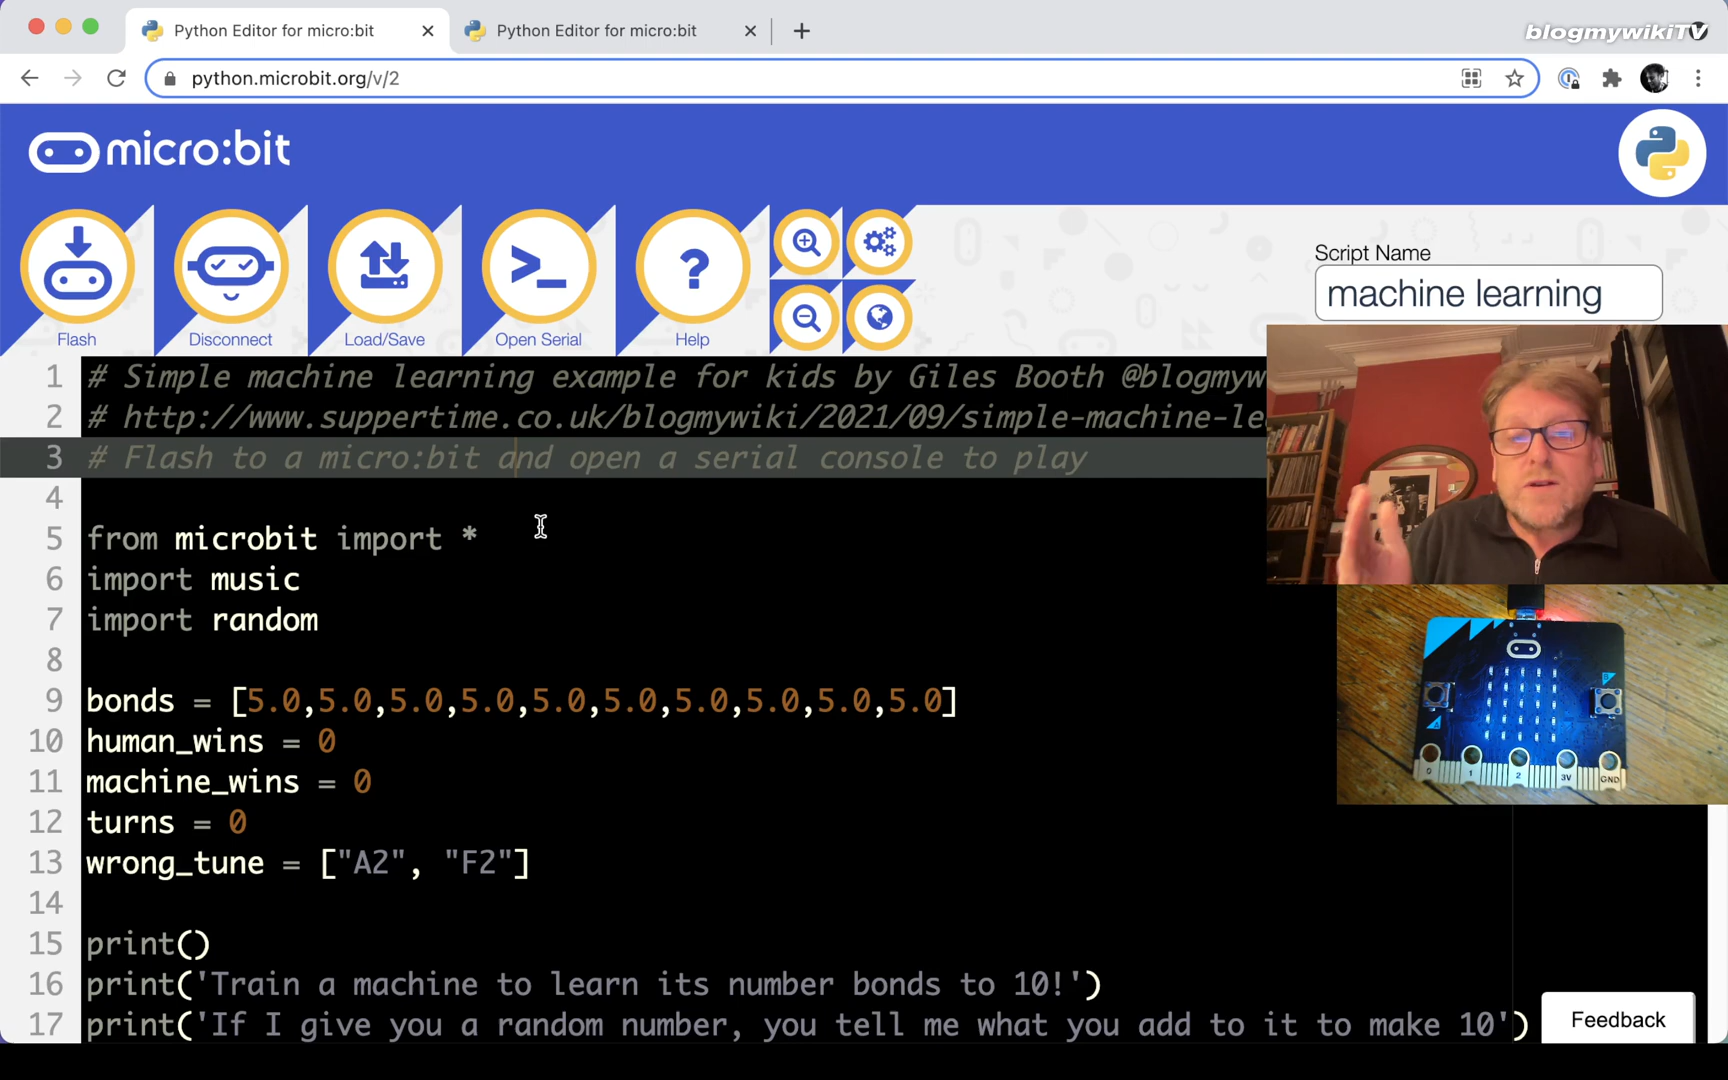 Python Editor for micro:bit
Python Editor for micro:bit
blogmywikiTV
python.microbit.org/v/2
micro:bit
Flash
Disconnect
Load/Save
Open Serial
Help
Script Name
machine learning
1 # Simple machine learning example for kids by Giles Booth @blogmyw
2 # http://www.suppertime.co.uk/blogmywiki/2021/09/simple-machine-le
3 # Flash to a micro:bit and open a serial console to play
4
5 from microbit import *
6 import music
7 import random
8
9 bonds = [5.0,5.0,5.0,5.0,5.0,5.0,5.0,5.0,5.0,5.0]
10 human_wins = 0
11 machine_wins = 0
12 turns = 0
13 wrong_tune = ["A2", "F2"]
14
15 print()
16 print('Train a machine to learn its number bonds to 10!')
17 print('If I give you a random number, you tell me what you add to it to make 10')
B
A
0 1 2 3V GND
Feedback